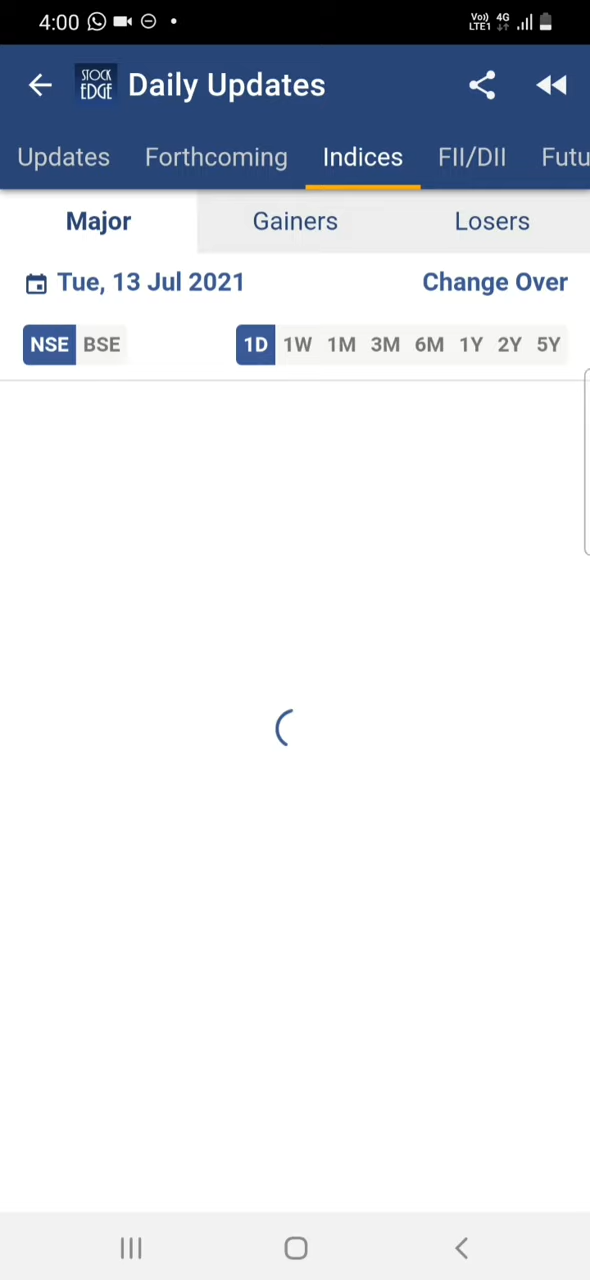 4:00 Vo)) 4G
LTE1
STOCK
EDGE
Daily Updates
Updates Forthcoming Indices FII/DII Futu
Major Gainers Losers
Tue, 13 Jul 2021 Change Over
NSE BSE 1D 1W 1M 3M 6M 1Y 2Y 5Y